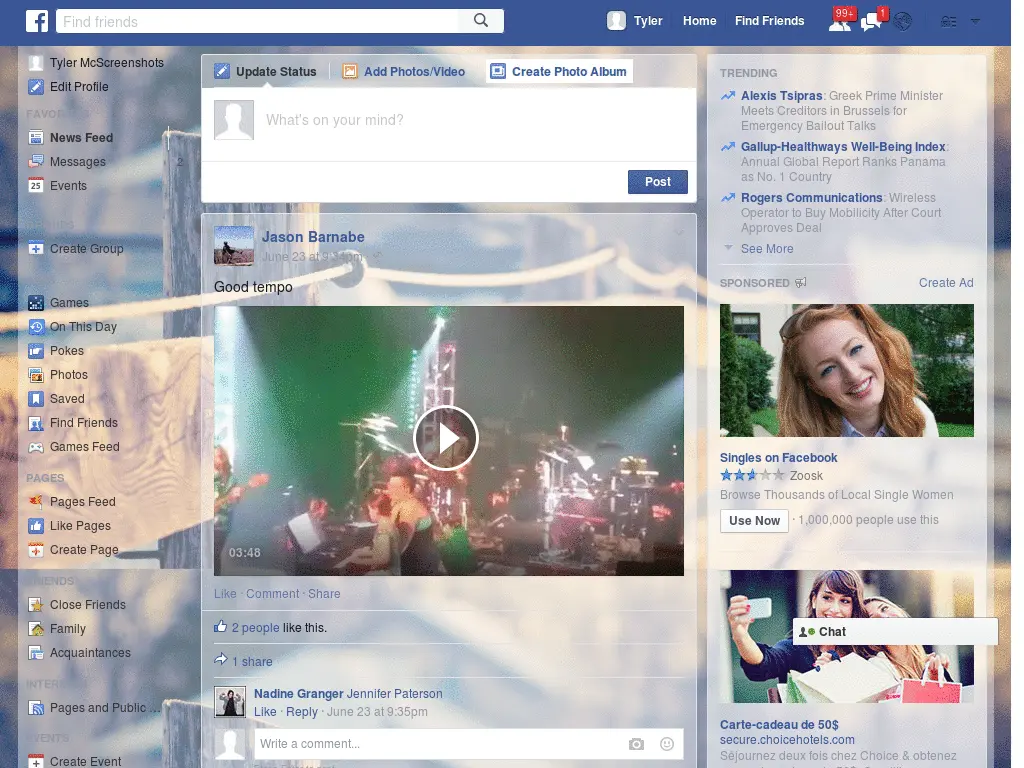 Find friends
Tyler
Home
Find Friends
99+
1
Tyler McScreenshots
Edit Profile
News Feed
Messages
2
Events
25
Create Group
Games
On This Day
Pokes
Photos
Saved
Find Friends
Games Feed
PAGES
Pages Feed
Like Pages
Create Page
Close Friends
Family
Acquaintances
Pages and Public ...
EVENTS
Create Event
Update Status
Add Photos/Video
Create Photo Album
What's on your mind?
Post
Jason Barnabe
June 23 at
Good tempo
03:48
Like · Comment · Share
2 people like this.
1 share
Nadine Granger Jennifer Paterson
Like · Reply · June 23 at 9:35pm
Write a comment...
TRENDING
Alexis Tsipras: Greek Prime Minister
Meets Creditors in Brussels for
Emergency Bailout Talks
Gallup-Healthways Well-Being Index:
Annual Global Report Ranks Panama
as No. 1 Country
Rogers Communications: Wireless
Operator to Buy Mobilicity After Court
Approves Deal
See More
SPONSORED
Create Ad
Singles on Facebook
Zoosk
Browse Thousands of Local Single Women
Use Now · 1,000,000 people use this
Chat
Carte-cadeau de 50$
secure.choicehotels.com
Séjournez deux fois chez Choice & obtenez